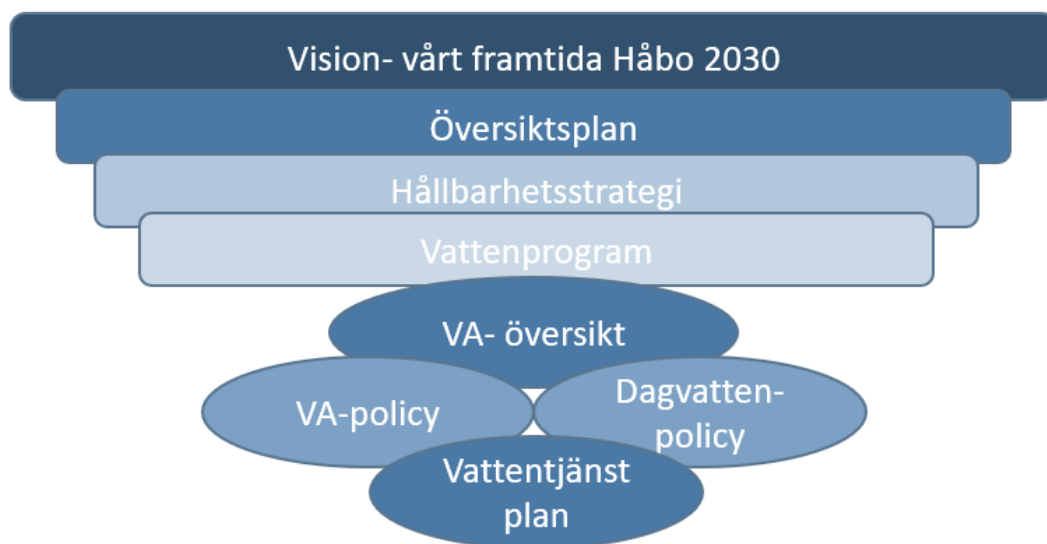 Vision- vårt framtida Håbo 2030
Översiktsplan
Hållbarhetsstrategi
Vattenprogram
VA- översikt
VA-policy
Dagvatten-
policy
Vattentjänst
plan